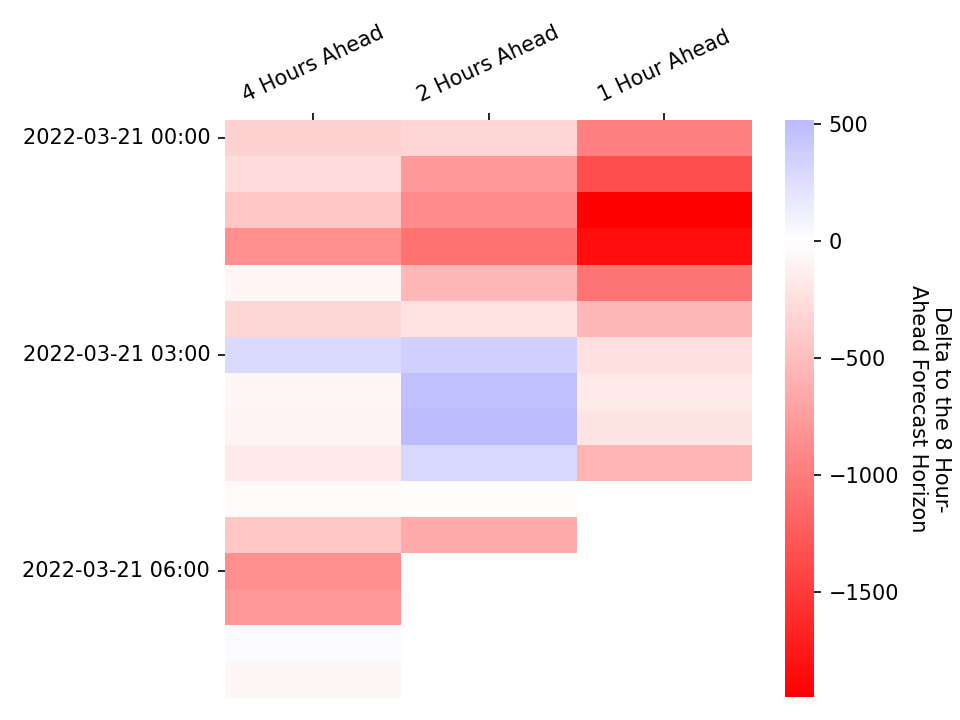 4 Hours Ahead
2 Hours Ahead
1 Hour Ahead
2022-03-21 00:00
2022-03-21 03:00
2022-03-21 06:00
500
0
−500
−1000
−1500
Delta to the 8 Hour-
Ahead Forecast Horizon